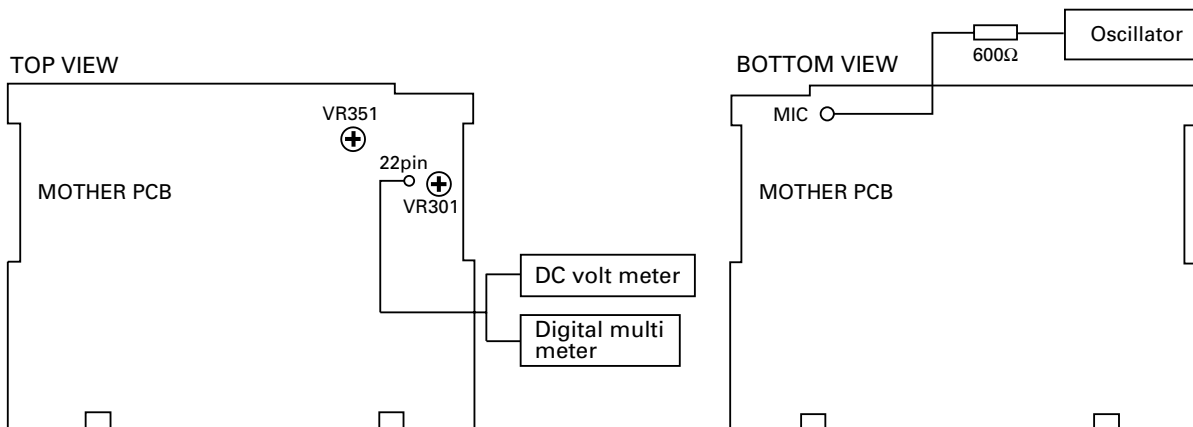 TOP VIEW
VR351
22pin
VR301
MOTHER PCB
DC volt meter
Digital multi
meter
BOTTOM VIEW
600Ω
Oscillator
MIC
MOTHER PCB